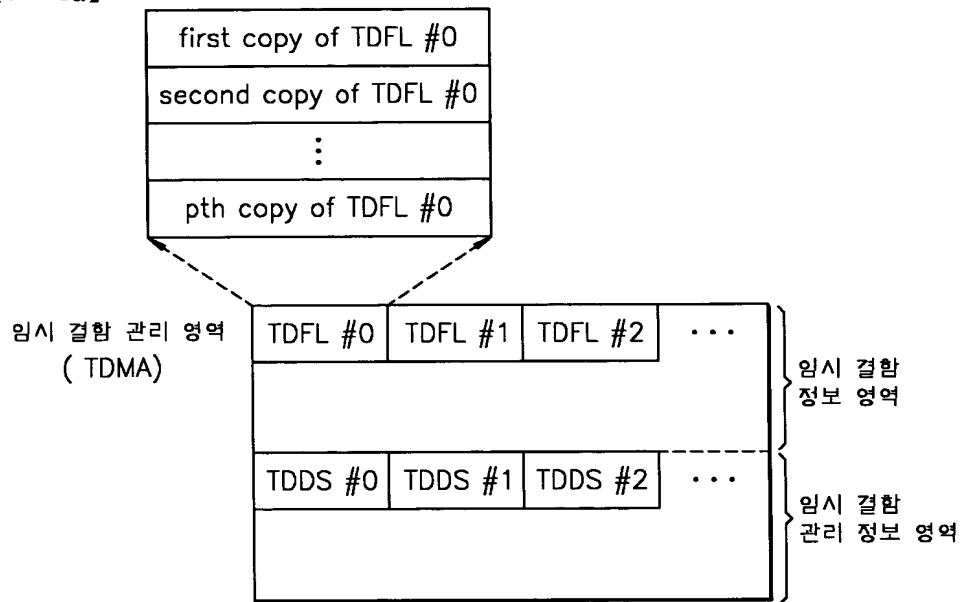 first copy of TDFL #0
second copy of TDFL #0
⋮
pth copy of TDFL #0
임시 결함 관리 영역
( TDMA)
TDFL #0 TDFL #1 TDFL #2 ···
임시 결함
정보 영역
TDDS #0 TDDS #1 TDDS #2 ···
임시 결함
관리 정보 영역